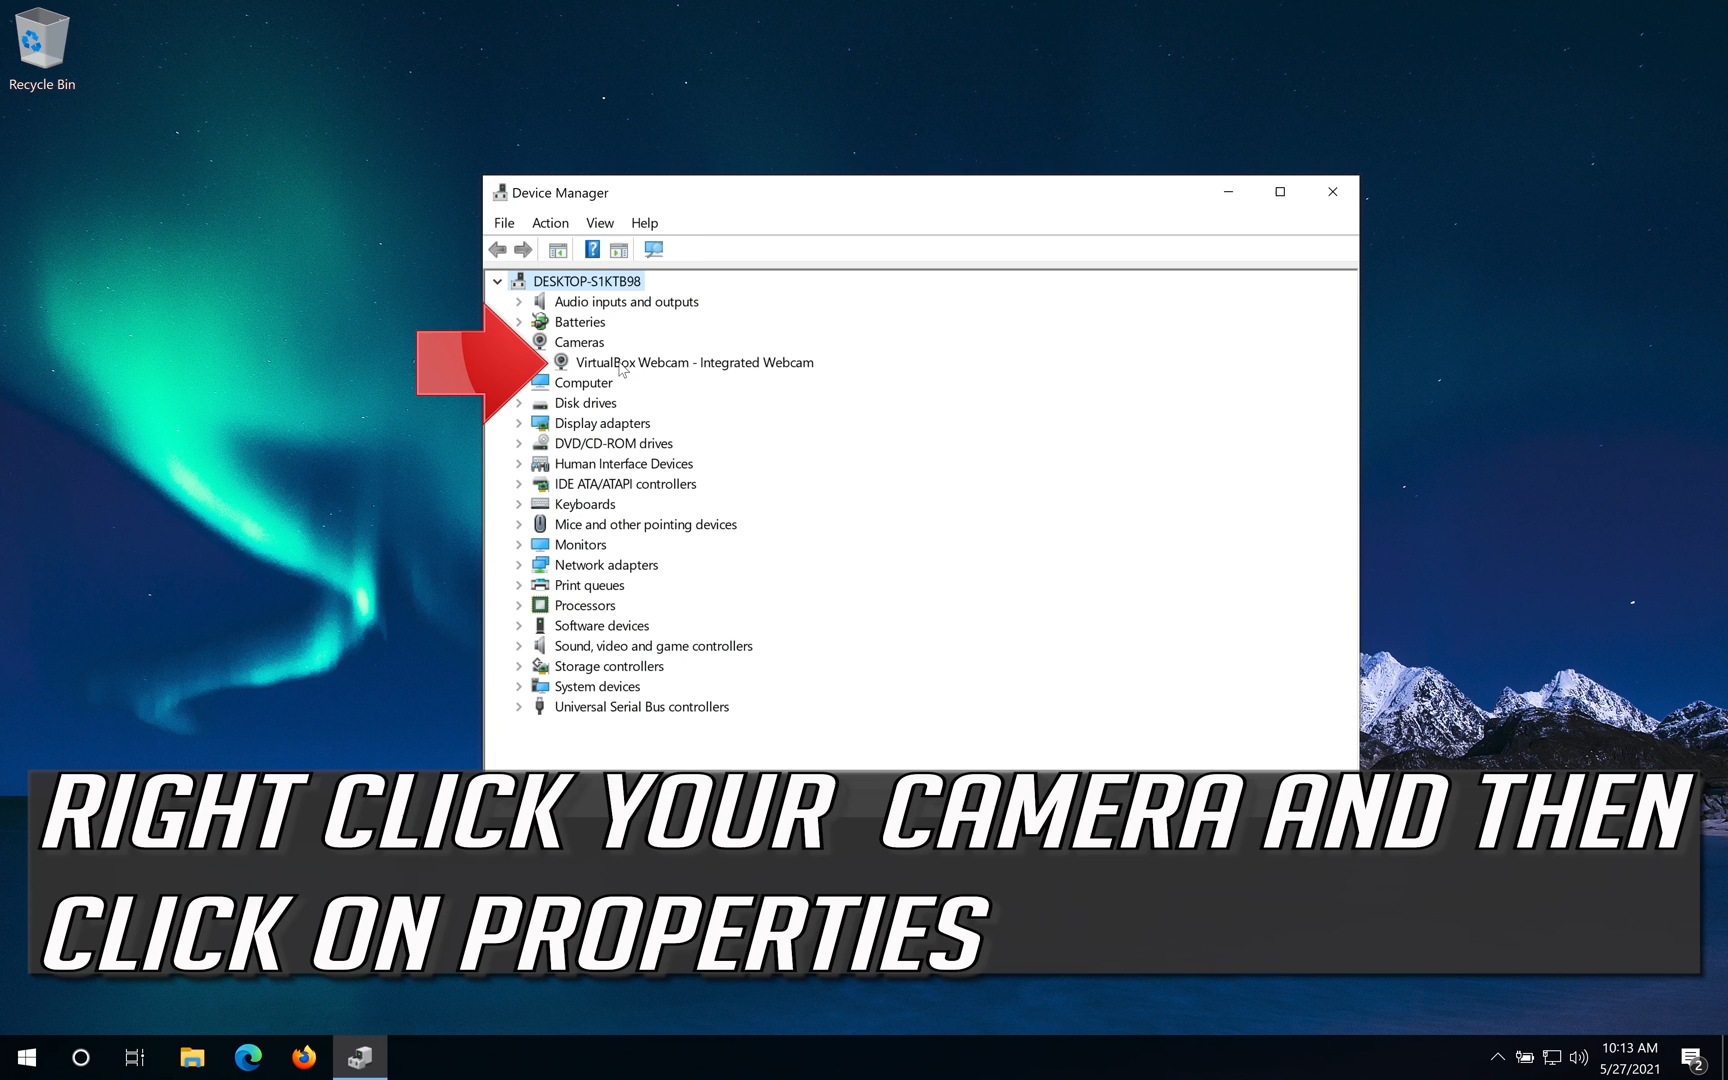 Recycle Bin
Device Manager
File Action View Help
DESKTOP-S1KTB98
Audio inputs and outputs
Batteries
Cameras
VirtualBox Webcam - Integrated Webcam
Computer
Disk drives
Display adapters
DVD/CD-ROM drives
Human Interface Devices
IDE ATA/ATAPI controllers
Keyboards
Mice and other pointing devices
Monitors
Network adapters
Print queues
Processors
Software devices
Sound, video and game controllers
Storage controllers
System devices
Universal Serial Bus controllers
RIGHT CLICK YOUR CAMERA AND THEN
CLICK ON PROPERTIES
10:13 AM
5/27/2021
2